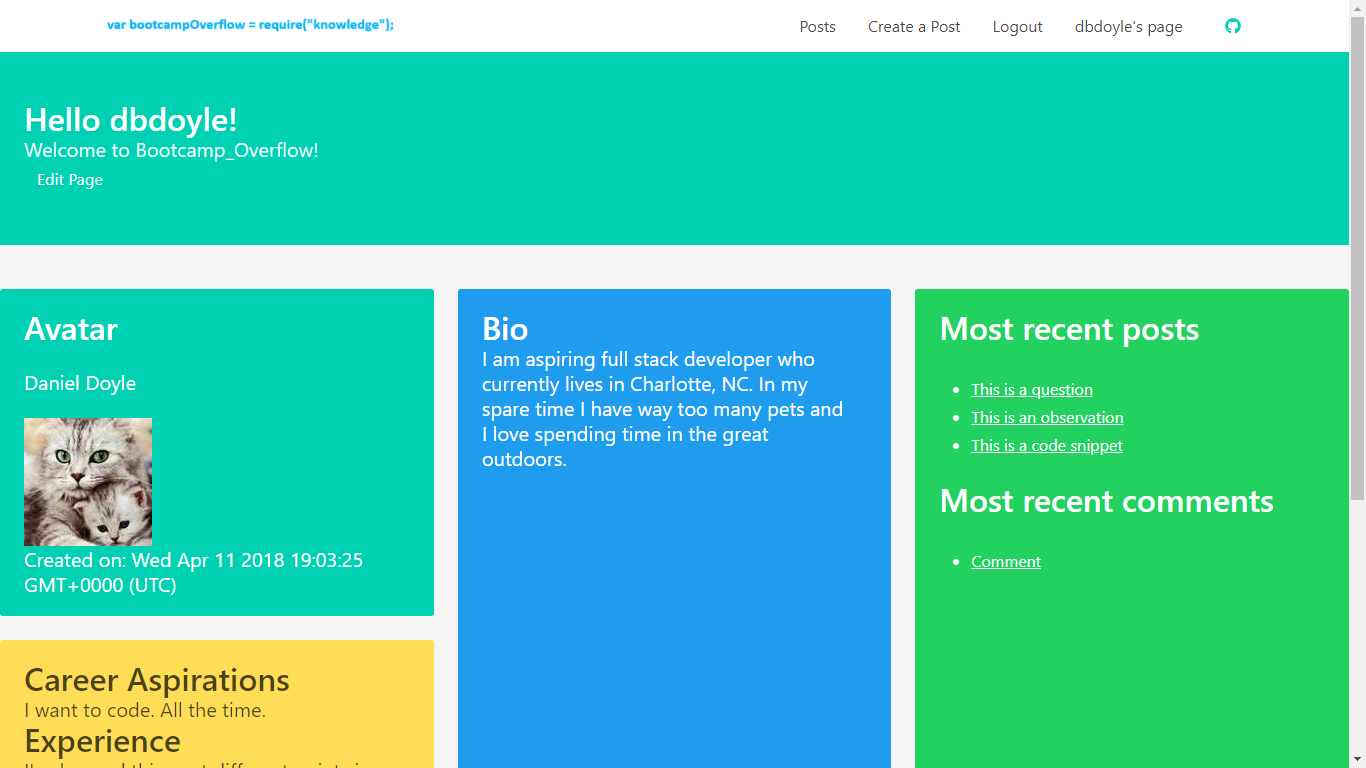 var bootcampOverflow = require("knowledge");
Posts
Create a Post
Logout
dbdoyle's page
Hello dbdoyle!
Welcome to Bootcamp_Overflow!
Edit Page
Avatar
Daniel Doyle
Created on: Wed Apr 11 2018 19:03:25
GMT+0000 (UTC)
Career Aspirations
I want to code. All the time.
Experience
Bio
I am aspiring full stack developer who
currently lives in Charlotte, NC. In my
spare time I have way too many pets and
I love spending time in the great
outdoors.
Most recent posts
This is a question
This is an observation
This is a code snippet
Most recent comments
Comment